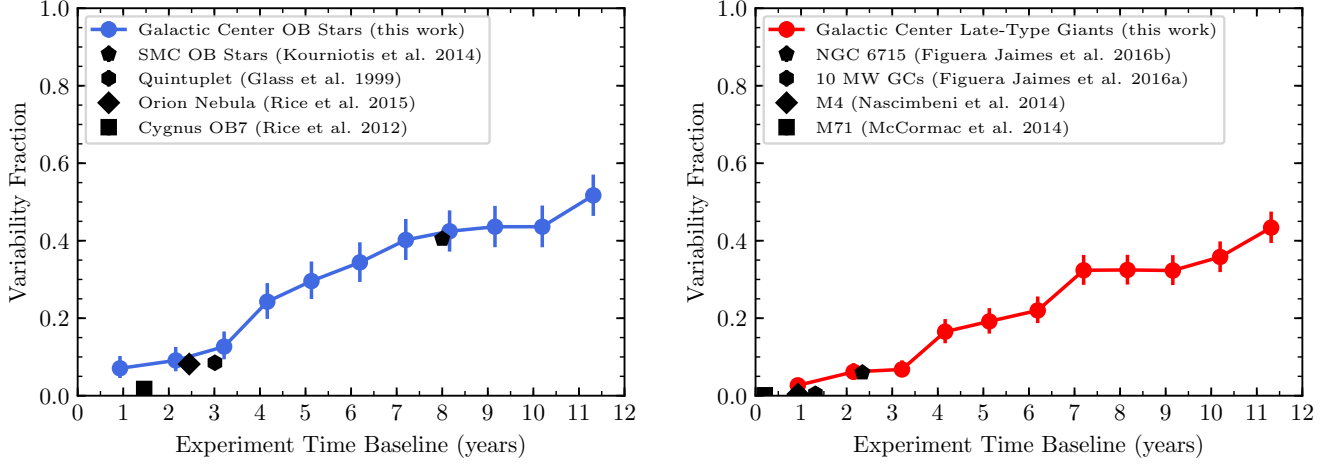 1.0
0.8
0.6
0.4
0.2
0.0
Variability Fraction
Galactic Center OB Stars (this work)
SMC OB Stars (Kourniotis et al. 2014)
Quintuplet (Glass et al. 1999)
Orion Nebula (Rice et al. 2015)
Cygnus OB7 (Rice et al. 2012)
1 2 3 4 5 6 7 8 9 10 11 12
Experiment Time Baseline (years)
1.0
0.8
0.6
0.4
0.2
0.0
Variability Fraction
Galactic Center Late-Type Giants (this work)
NGC 6715 (Figuera Jaimes et al. 2016b)
10 MW GCs (Figuera Jaimes et al. 2016a)
M4 (Nascimbeni et al. 2014)
M71 (McCormac et al. 2014)
0 1 2 3 4 5 6 7 8 9 10 11 12
Experiment Time Baseline (years)